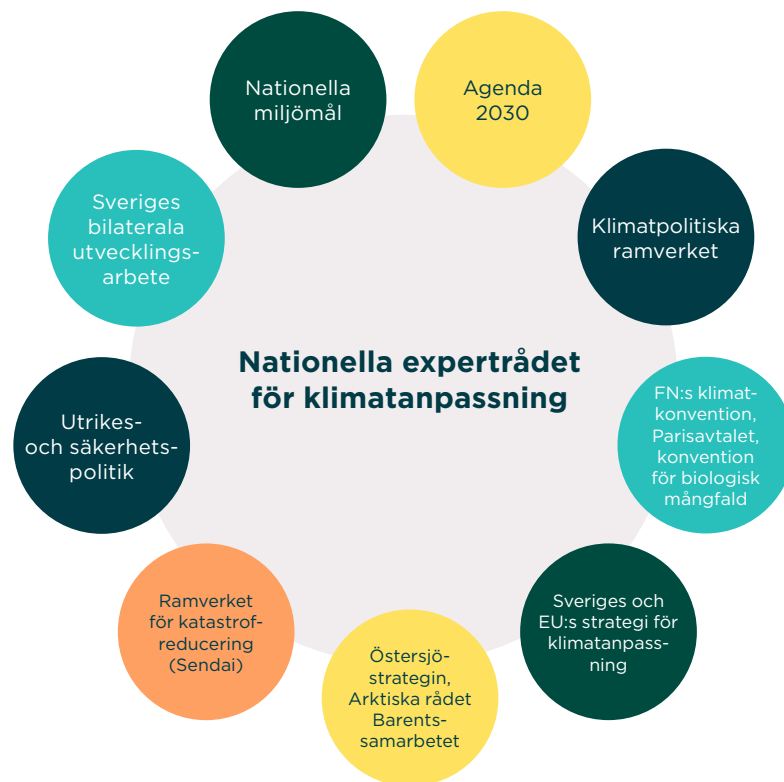 Nationella
miljömål
Agenda
2030
Sveriges
bilaterala
utvecklings-
arbete
Klimatpolitiska
ramverket
Nationella expertrådet
för klimatanpassning
Utrikes-
och säkerhets-
politik
FN:s klimat-
konvention,
Parisavtalet,
konvention
för biologisk
mångfald
Ramverket
för katastrof-
reducering
(Sendai)
Sveriges och
EU:s strategi för
klimatanpass-
ning
Östersjö-
strategin,
Arktiska rådet
Barents-
samarbetet